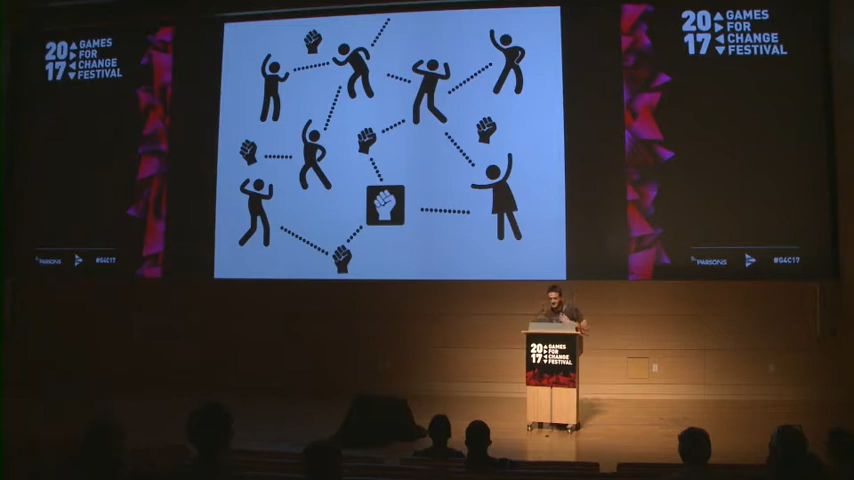 20 GAMES
FOR
17 CHANGE
FESTIVAL
PARSONS
#G4C17
20 GAMES
FOR
17 CHANGE
FESTIVAL
PARSONS
#G4C17
20 GAMES
FOR
17 CHANGE
FESTIVAL